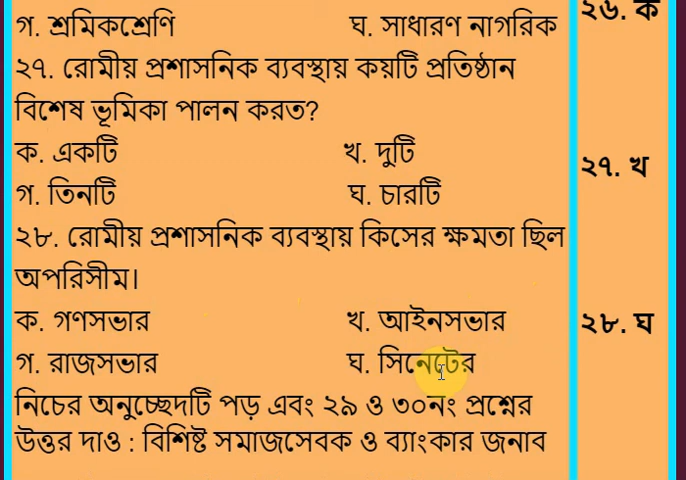 ২৬. ক
গ. শ্রমিকশ্রেণি ঘ. সাধারণ নাগরিক
২৭. রোমীয় প্রশাসনিক ব্যবস্থায় কয়টি প্রতিষ্ঠান
বিশেষ ভূমিকা পালন করত?
ক. একটি খ. দুটি
২৭. খ
গ. তিনটি ঘ. চারটি
২৮. রোমীয় প্রশাসনিক ব্যবস্থায় কিসের ক্ষমতা ছিল
অপরিসীম।
ক. গণসভার খ. আইনসভার
২৮. ঘ
গ. রাজসভার ঘ. সিনেটের
নিচের অনুচ্ছেদটি পড় এবং ২৯ ও ৩০নং প্রশ্নের
উত্তর দাও : বিশিষ্ট সমাজসেবক ও ব্যাংকার জনাব